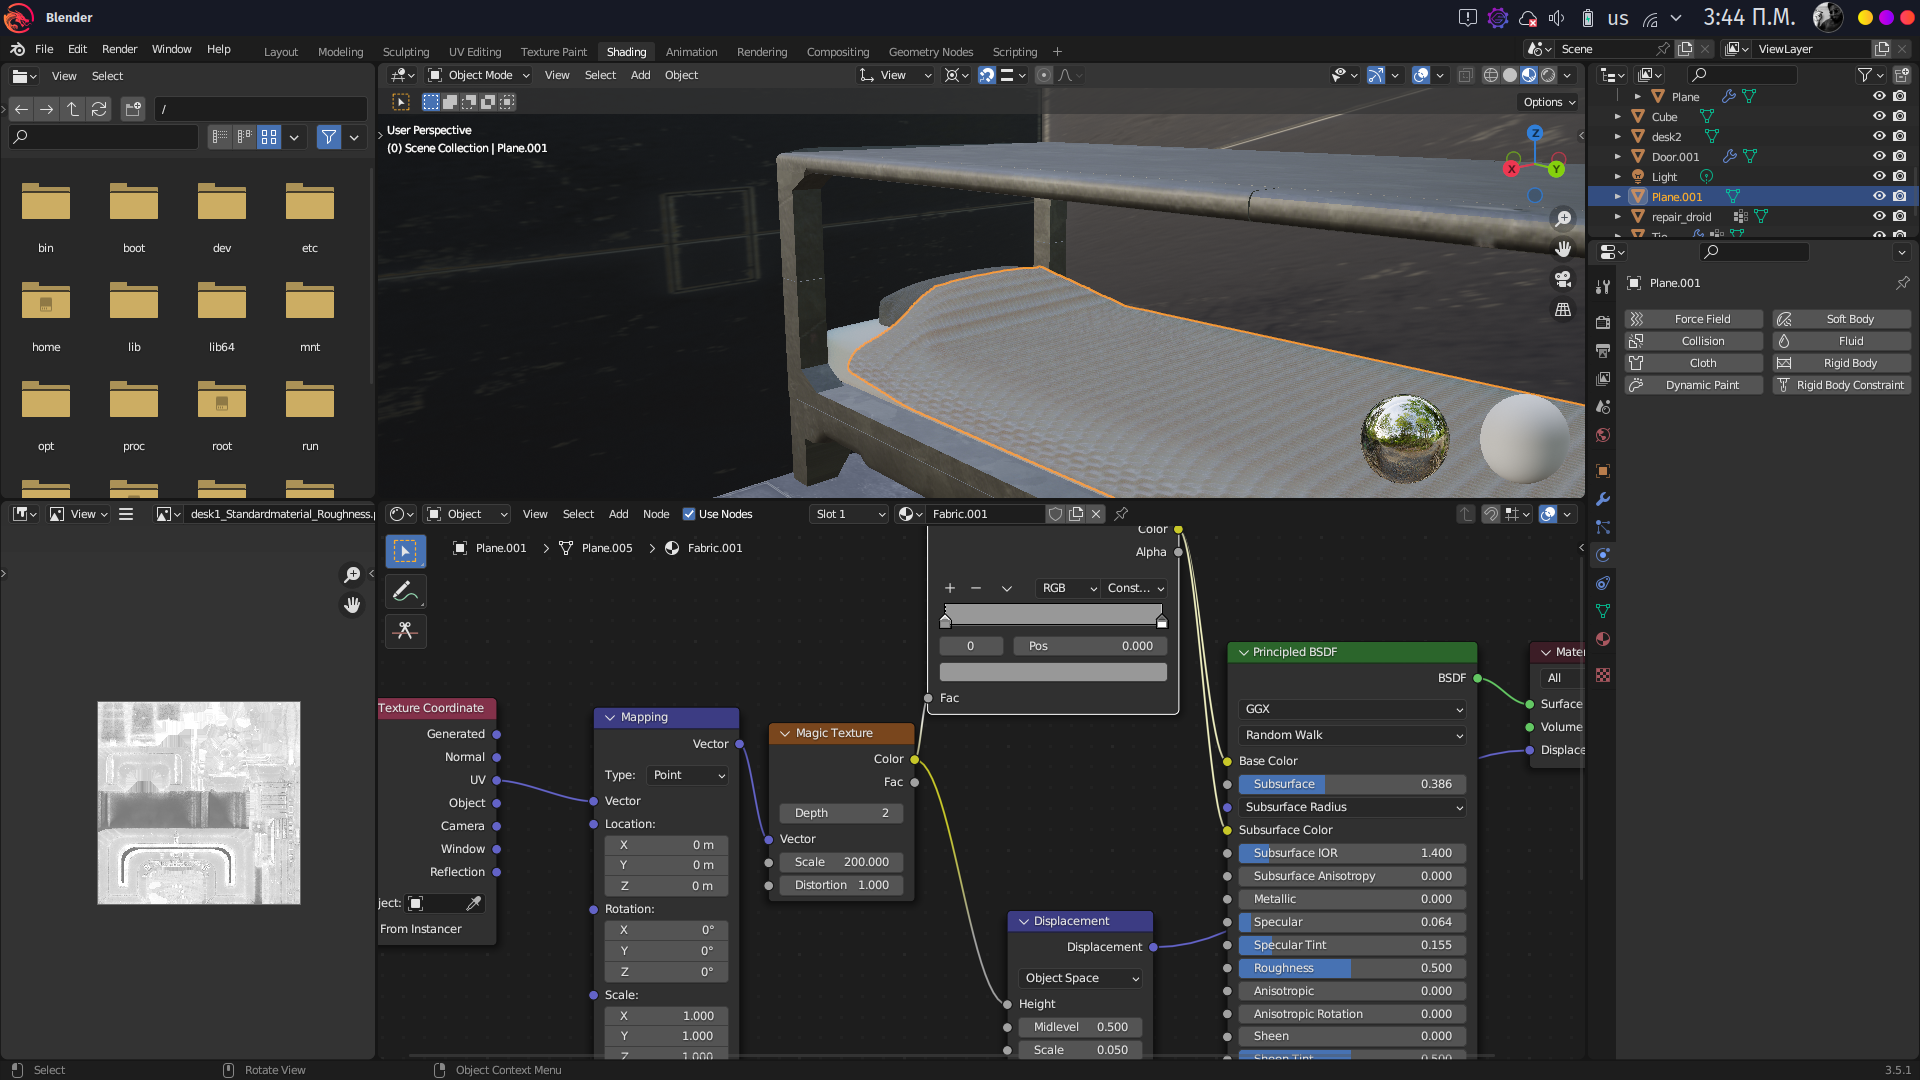 Blender
us
3:44 Π.Μ.
File Edit Render Window Help
Layout Modeling Sculpting UV Editing Texture Paint Shading Animation Rendering Compositing Geometry Nodes Scripting +
Scene
ViewLayer
View Select
Object Mode View Select Add Object
View
/
Options
User Perspective
(0) Scene Collection | Plane.001
Z
X
Y
bin boot dev etc
home lib lib64 mnt
opt proc root run
Plane
Cube
desk2
Door.001
Light
Plane.001
repair_droid
Plane.001
Force Field Soft Body
Collision Fluid
Cloth Rigid Body
Dynamic Paint Rigid Body Constraint
View
desk1_Standardmaterial_Roughness.
Object View Select Add Node Use Nodes Slot 1 Fabric.001
Plane.001 > Plane.005 > Fabric.001
Color
Alpha
RGB Const...
0 Pos 0.000
Fac
Texture Coordinate
Generated
Normal
UV
Object
Camera
Window
Reflection
ject:
From Instancer
Mapping
Vector
Type: Point
Vector
Location:
X 0 m
Y 0 m
Z 0 m
Rotation:
X 0°
Y 0°
Z 0°
Scale:
X 1.000
Y 1.000
Z 1.000
Magic Texture
Color
Fac
Depth 2
Vector
Scale 200.000
Distortion 1.000
Displacement
Displacement
Object Space
Height
Midlevel 0.500
Scale 0.050
Principled BSDF
BSDF
GGX
Random Walk
Base Color
Subsurface 0.386
Subsurface Radius
Subsurface Color
Subsurface IOR 1.400
Subsurface Anisotropy 0.000
Metallic 0.000
Specular 0.064
Specular Tint 0.155
Roughness 0.500
Anisotropic 0.000
Anisotropic Rotation 0.000
Sheen 0.000
Sheen Tint 0.500
Mater
All
Surface
Volume
Displace
Select Rotate View Object Context Menu 3.5.1